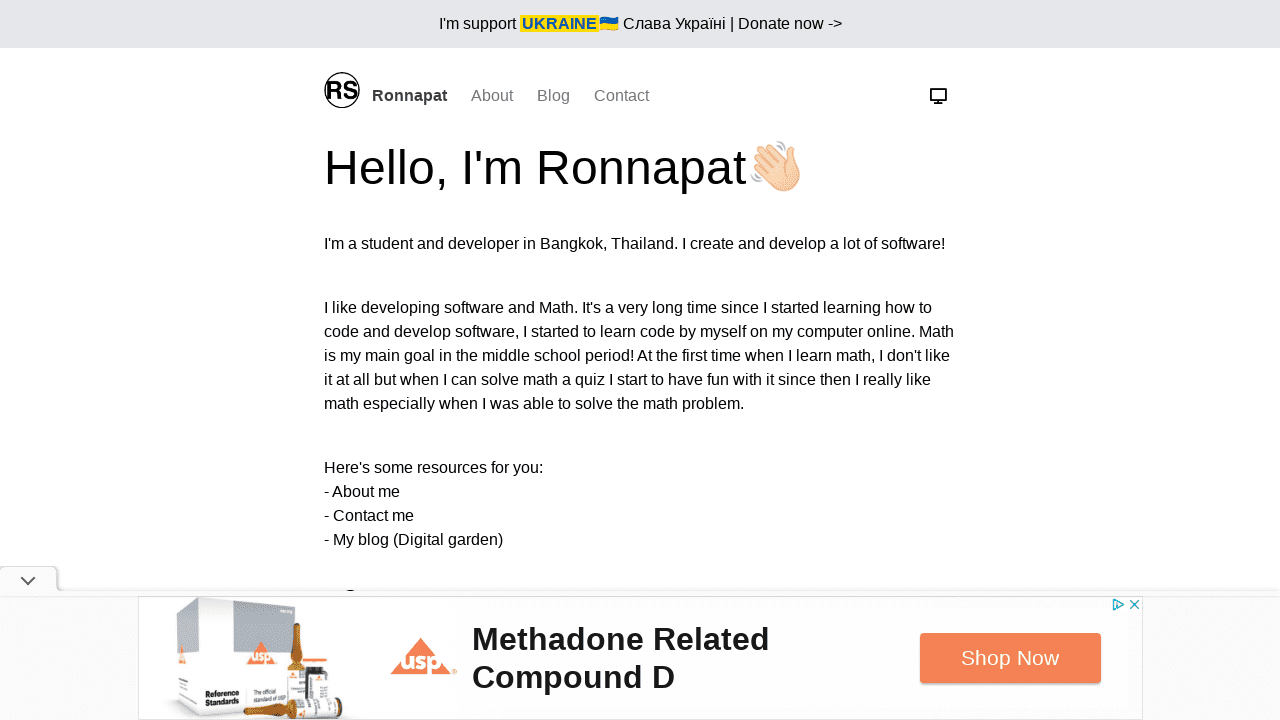 I'm support UKRAINE🇺🇦 Слава Україні | Donate now ->
RS
Ronnapat About Blog Contact
Hello, I'm Ronnapat👋🏻
I'm a student and developer in Bangkok, Thailand. I create and develop a lot of software!
I like developing software and Math. It's a very long time since I started learning how to
code and develop software, I started to learn code by myself on my computer online. Math
is my main goal in the middle school period! At the first time when I learn math, I don't like
it at all but when I can solve math a quiz I start to have fun with it since then I really like
math especially when I was able to solve the math problem.
Here's some resources for you:
- About me
- Contact me
- My blog (Digital garden)
usp
Reference
Standards
The official
standard of USP
usp®
Methadone Related
Compound D
Shop Now